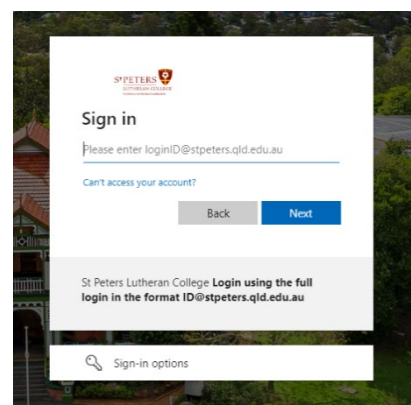 ST PETERS
LUTHERAN COLLEGE
Sign in
Please enter loginID@stpeters.qld.edu.au
Can't access your account?
Back
Next
St Peters Lutheran College Login using the full
login in the format ID@stpeters.qld.edu.au
Sign-in options